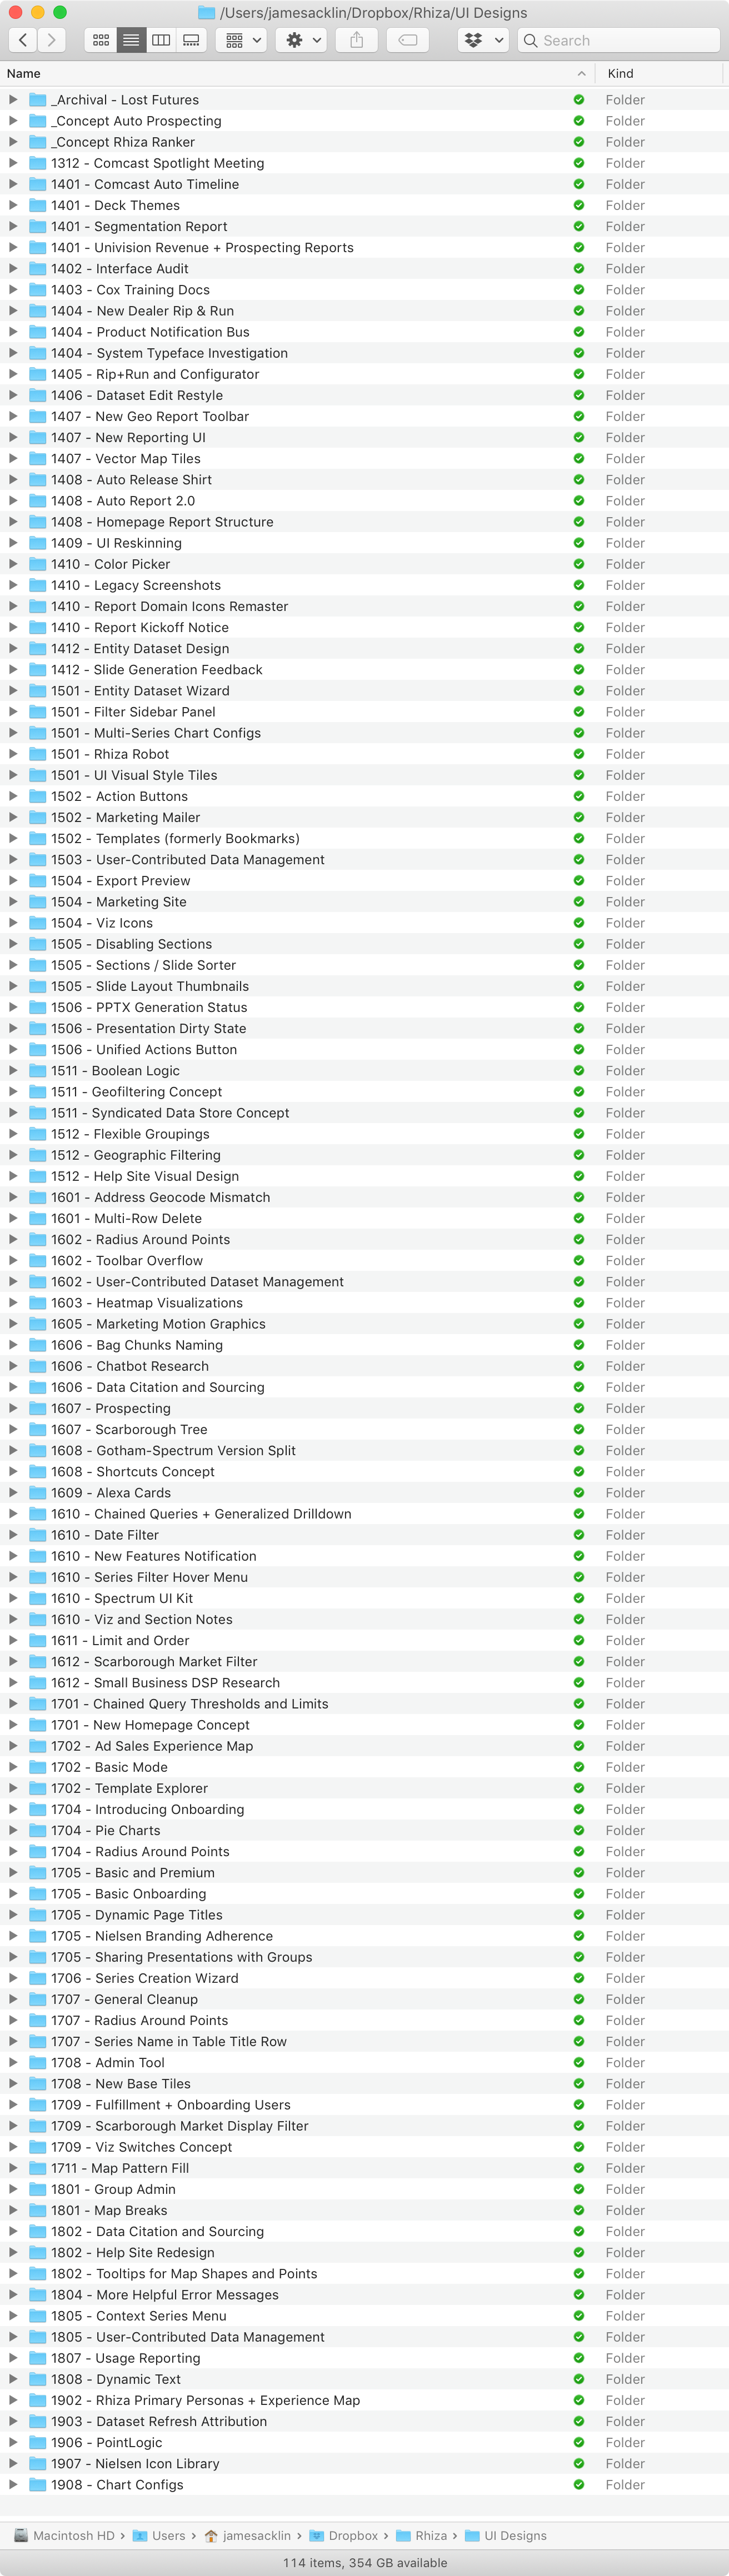 /Users/jamesacklin/Dropbox/Rhiza/UI Designs
Search
Name Kind
_Archival - Lost Futures Folder
_Concept Auto Prospecting Folder
_Concept Rhiza Ranker Folder
1312 - Comcast Spotlight Meeting Folder
1401 - Comcast Auto Timeline Folder
1401 - Deck Themes Folder
1401 - Segmentation Report Folder
1401 - Univision Revenue + Prospecting Reports Folder
1402 - Interface Audit Folder
1403 - Cox Training Docs Folder
1404 - New Dealer Rip & Run Folder
1404 - Product Notification Bus Folder
1404 - System Typeface Investigation Folder
1405 - Rip+Run and Configurator Folder
1406 - Dataset Edit Restyle Folder
1407 - New Geo Report Toolbar Folder
1407 - New Reporting UI Folder
1407 - Vector Map Tiles Folder
1408 - Auto Release Shirt Folder
1408 - Auto Report 2.0 Folder
1408 - Homepage Report Structure Folder
1409 - UI Reskinning Folder
1410 - Color Picker Folder
1410 - Legacy Screenshots Folder
1410 - Report Domain Icons Remaster Folder
1410 - Report Kickoff Notice Folder
1412 - Entity Dataset Design Folder
1412 - Slide Generation Feedback Folder
1501 - Entity Dataset Wizard Folder
1501 - Filter Sidebar Panel Folder
1501 - Multi-Series Chart Configs Folder
1501 - Rhiza Robot Folder
1501 - UI Visual Style Tiles Folder
1502 - Action Buttons Folder
1502 - Marketing Mailer Folder
1502 - Templates (formerly Bookmarks) Folder
1503 - User-Contributed Data Management Folder
1504 - Export Preview Folder
1504 - Marketing Site Folder
1504 - Viz Icons Folder
1505 - Disabling Sections Folder
1505 - Sections / Slide Sorter Folder
1505 - Slide Layout Thumbnails Folder
1506 - PPTX Generation Status Folder
1506 - Presentation Dirty State Folder
1506 - Unified Actions Button Folder
1511 - Boolean Logic Folder
1511 - Geofiltering Concept Folder
1511 - Syndicated Data Store Concept Folder
1512 - Flexible Groupings Folder
1512 - Geographic Filtering Folder
1512 - Help Site Visual Design Folder
1601 - Address Geocode Mismatch Folder
1601 - Multi-Row Delete Folder
1602 - Radius Around Points Folder
1602 - Toolbar Overflow Folder
1602 - User-Contributed Dataset Management Folder
1603 - Heatmap Visualizations Folder
1605 - Marketing Motion Graphics Folder
1606 - Bag Chunks Naming Folder
1606 - Chatbot Research Folder
1606 - Data Citation and Sourcing Folder
1607 - Prospecting Folder
1607 - Scarborough Tree Folder
1608 - Gotham-Spectrum Version Split Folder
1608 - Shortcuts Concept Folder
1609 - Alexa Cards Folder
1610 - Chained Queries + Generalized Drilldown Folder
1610 - Date Filter Folder
1610 - New Features Notification Folder
1610 - Series Filter Hover Menu Folder
1610 - Spectrum UI Kit Folder
1610 - Viz and Section Notes Folder
1611 - Limit and Order Folder
1612 - Scarborough Market Filter Folder
1612 - Small Business DSP Research Folder
1701 - Chained Query Thresholds and Limits Folder
1701 - New Homepage Concept Folder
1702 - Ad Sales Experience Map Folder
1702 - Basic Mode Folder
1702 - Template Explorer Folder
1704 - Introducing Onboarding Folder
1704 - Pie Charts Folder
1704 - Radius Around Points Folder
1705 - Basic and Premium Folder
1705 - Basic Onboarding Folder
1705 - Dynamic Page Titles Folder
1705 - Nielsen Branding Adherence Folder
1705 - Sharing Presentations with Groups Folder
1706 - Series Creation Wizard Folder
1707 - General Cleanup Folder
1707 - Radius Around Points Folder
1707 - Series Name in Table Title Row Folder
1708 - Admin Tool Folder
1708 - New Base Tiles Folder
1709 - Fulfillment + Onboarding Users Folder
1709 - Scarborough Market Display Filter Folder
1709 - Viz Switches Concept Folder
1711 - Map Pattern Fill Folder
1801 - Group Admin Folder
1801 - Map Breaks Folder
1802 - Data Citation and Sourcing Folder
1802 - Help Site Redesign Folder
1802 - Tooltips for Map Shapes and Points Folder
1804 - More Helpful Error Messages Folder
1805 - Context Series Menu Folder
1805 - User-Contributed Data Management Folder
1807 - Usage Reporting Folder
1808 - Dynamic Text Folder
1902 - Rhiza Primary Personas + Experience Map Folder
1903 - Dataset Refresh Attribution Folder
1906 - PointLogic Folder
1907 - Nielsen Icon Library Folder
1908 - Chart Configs Folder
Macintosh HD › Users › jamesacklin › Dropbox › Rhiza › UI Designs
114 items, 354 GB available